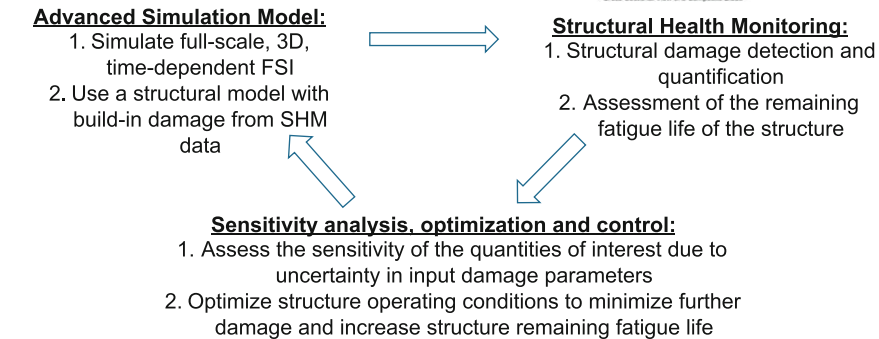 Advanced Simulation Model:
1. Simulate full-scale, 3D,
time-dependent FSI
2. Use a structural model with
build-in damage from SHM
data
Structural Health Monitoring:
1. Structural damage detection and
quantification
2. Assessment of the remaining
fatigue life of the structure
Sensitivity analysis, optimization and control:
1. Assess the sensitivity of the quantities of interest due to
uncertainty in input damage parameters
2. Optimize structure operating conditions to minimize further
damage and increase structure remaining fatigue life